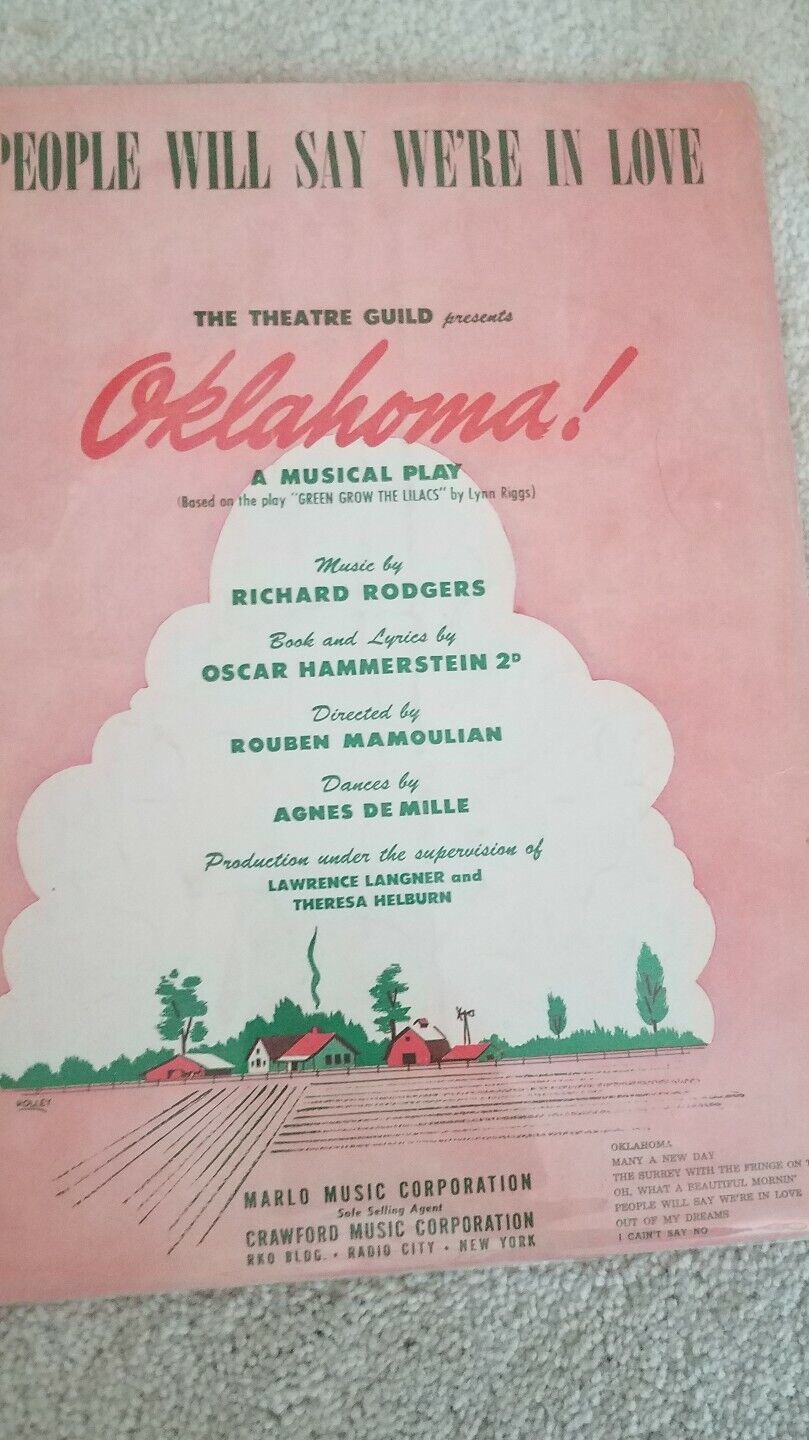 PEOPLE WILL SAY WE'RE IN LOVE
THE THEATRE GUILD presents
Oklahoma!
A MUSICAL PLAY
(Based on the play "GREEN GROW THE LILACS" by Lynn Riggs)
Music by
RICHARD RODGERS
Book and Lyrics by
OSCAR HAMMERSTEIN 2D
Directed by
ROUBEN MAMOULIAN
Dances by
AGNES DE MILLE
Production under the supervision of
LAWRENCE LANGNER and
THERESA HELBURN
HOLLEY
MARLO MUSIC CORPORATION
Sole Selling Agent
CRAWFORD MUSIC CORPORATION
RKO BLDG. • RADIO CITY • NEW YORK
OKLAHOMA
MANY A NEW DAY
THE SURREY WITH THE FRINGE ON T
OH, WHAT A BEAUTIFUL MORNIN'
PEOPLE WILL SAY WE'RE IN LOVE
OUT OF MY DREAMS
I CAIN'T SAY NO